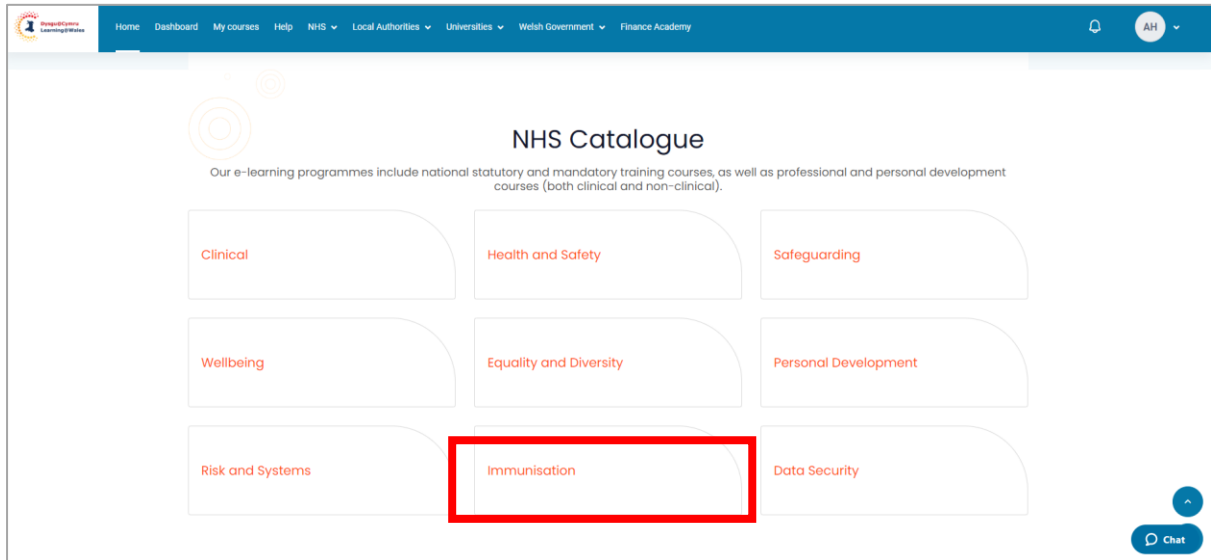 Dysgu@Cymru
Learning@Wales
Home Dashboard My courses Help NHS Local Authorities Universities Welsh Government Finance Academy
AH
NHS Catalogue
Our e-learning programmes include national statutory and mandatory training courses, as well as professional and personal development
courses (both clinical and non-clinical).
Clinical
Health and Safety
Safeguarding
Wellbeing
Equality and Diversity
Personal Development
Risk and Systems
Immunisation
Data Security
Chat